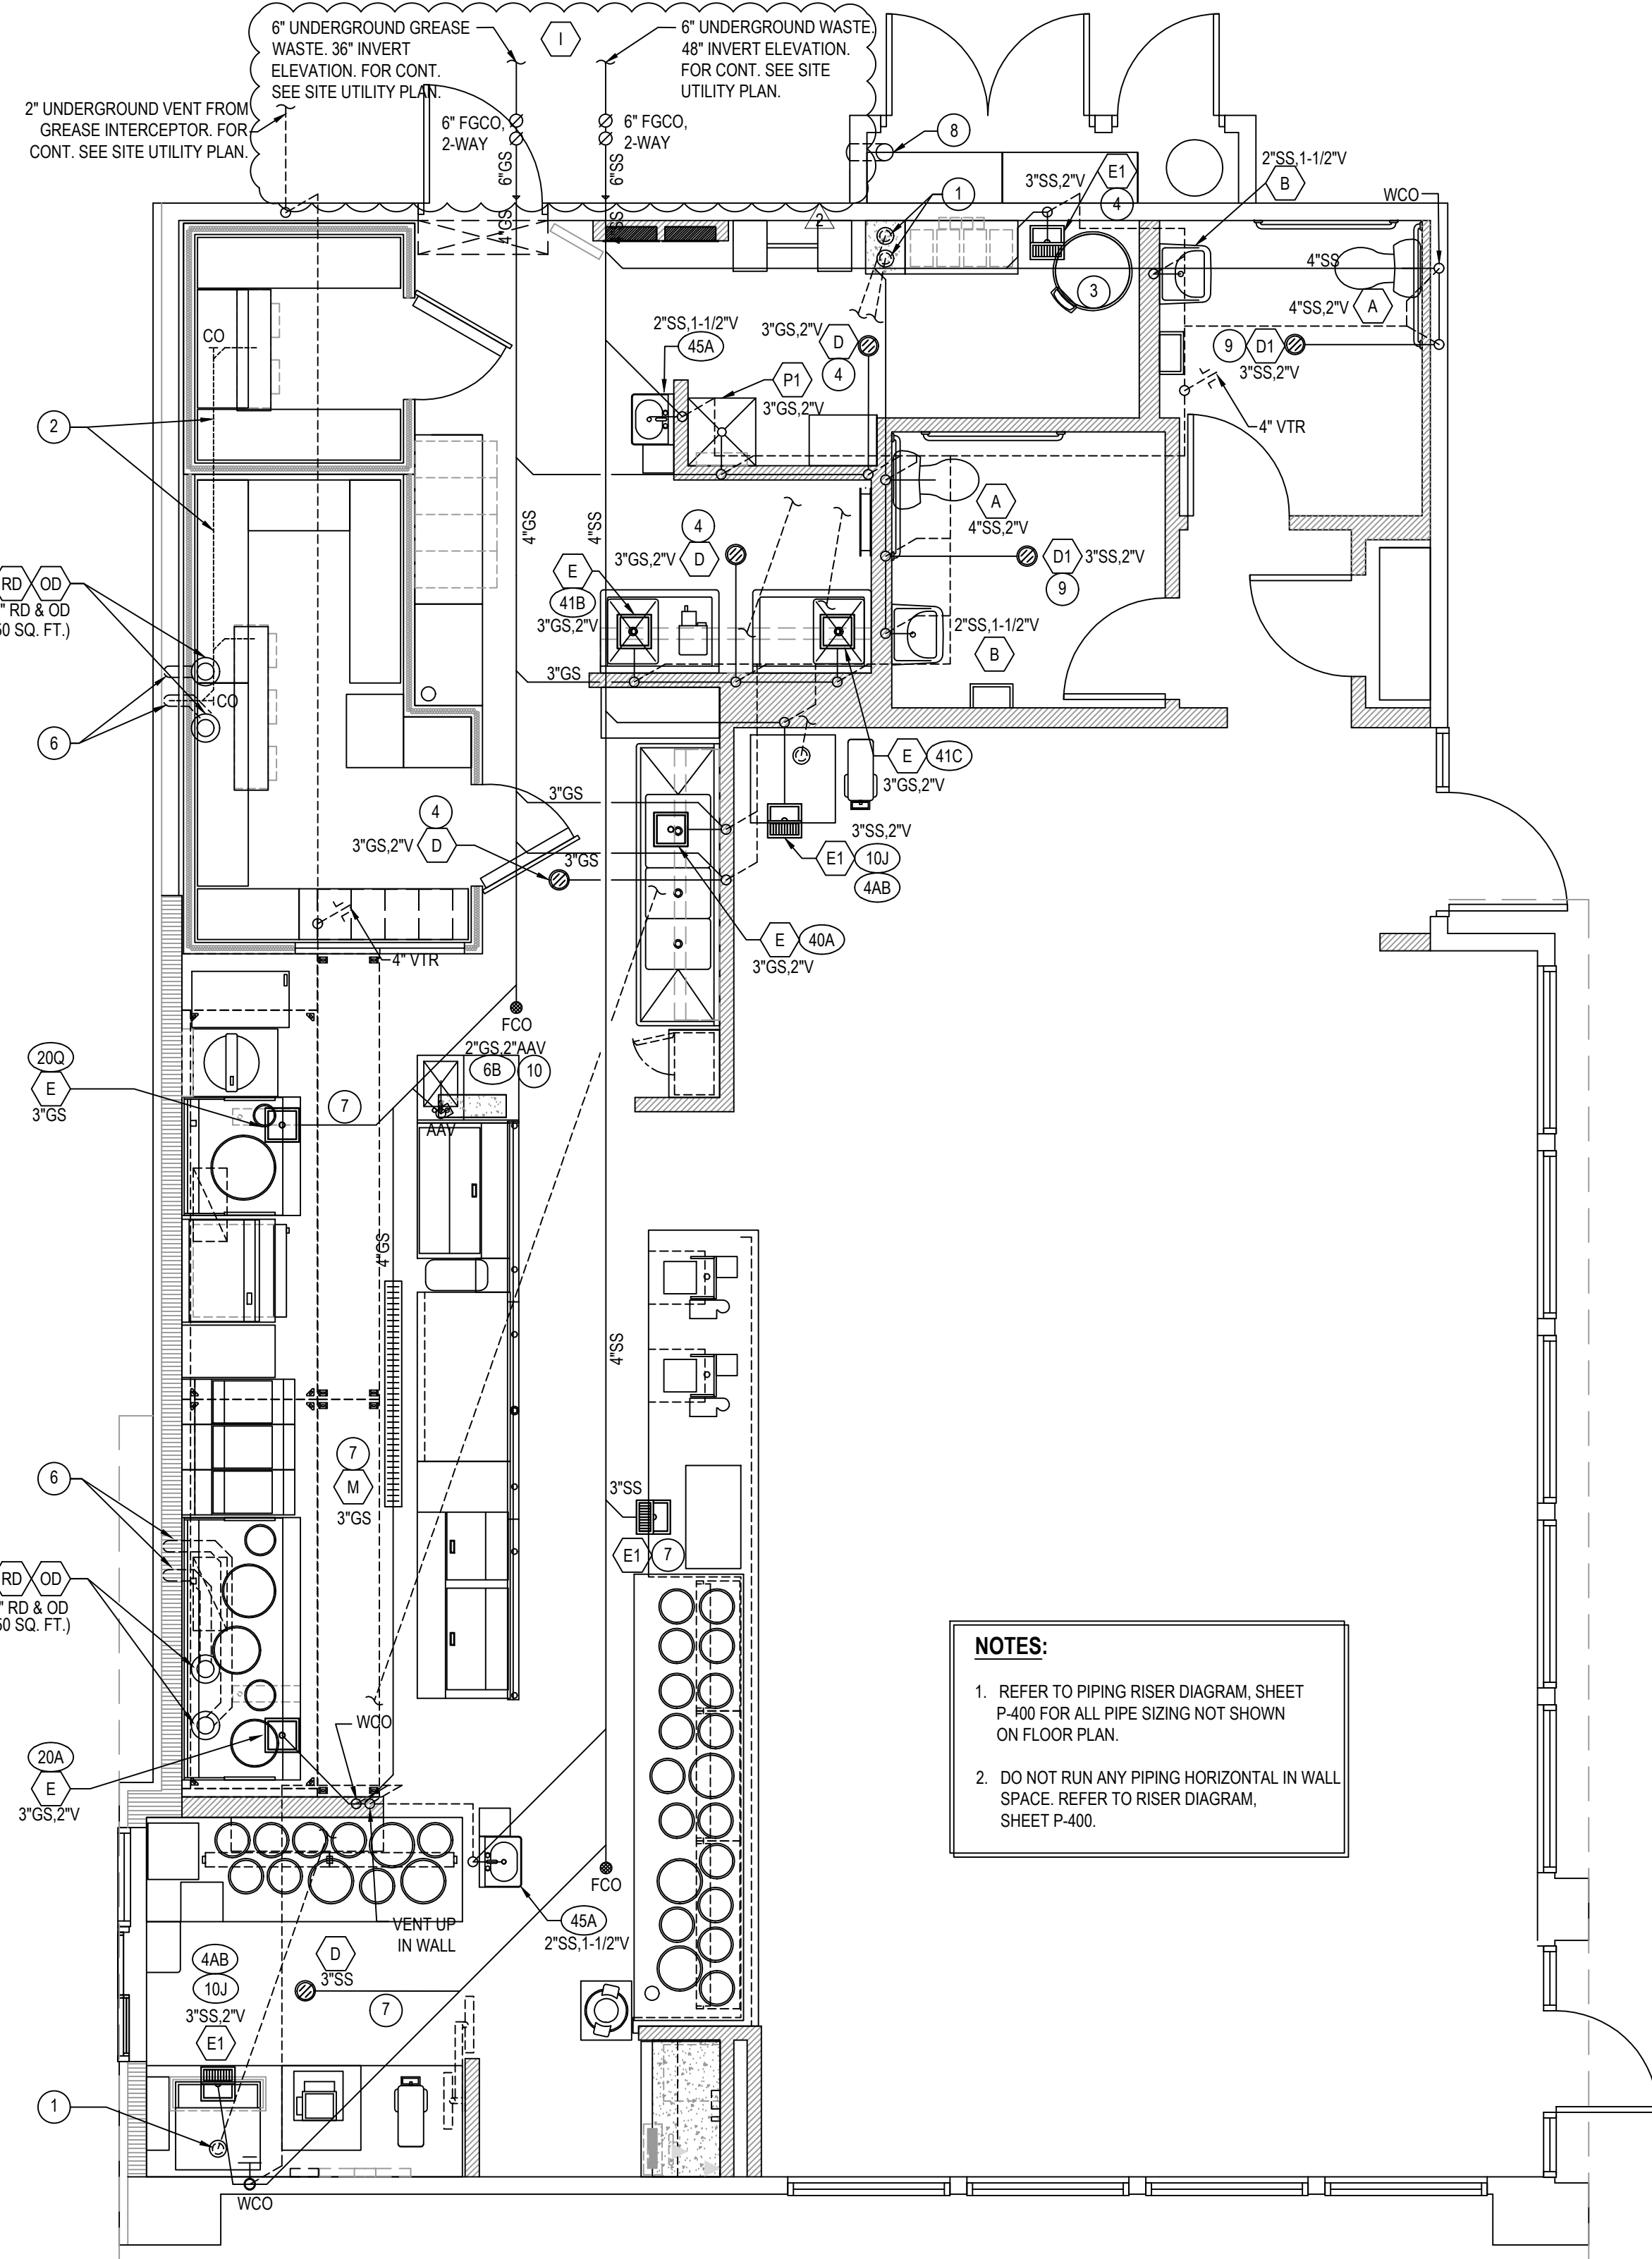 6" UNDERGROUND GREASE
WASTE. 36" INVERT
ELEVATION. FOR CONT.
SEE SITE UTILITY PLAN.
I
6" UNDERGROUND WASTE.
48" INVERT ELEVATION.
FOR CONT. SEE SITE
UTILITY PLAN.
2" UNDERGROUND VENT FROM
GREASE INTERCEPTOR. FOR
CONT. SEE SITE UTILITY PLAN.
6" FGCO,
2-WAY
6" FGCO,
2-WAY
6"GS
6"SS
4"GS
8
1
2
3"SS,2"V
E1
4
2"SS,1-1/2"V
B
WCO
3
4"SS
4"SS,2"V
A
9
D1
3"SS,2"V
4" VTR
CO
2
2"SS,1-1/2"V
45A
3"GS,2"V
D
4
P1
3"GS,2"V
4"GS
4"SS
4
3"GS,2"V
D
A
4"SS,2"V
D1
3"SS,2"V
9
E
41B
3"GS,2"V
2"SS,1-1/2"V
B
3"GS
RD
OD
" RD & OD
50 SQ. FT.)
CO
6
E
41C
3"GS,2"V
3"GS
4
3"GS,2"V
D
3"GS
3"SS,2"V
E1
10J
4AB
E
40A
3"GS,2"V
4" VTR
FCO
2"GS,2"AAV
6B
10
AAV
20Q
E
3"GS
7
4"GS
4"SS
7
M
3"GS
6
3"SS
E1
7
RD
OD
" RD & OD
50 SQ. FT.)
WCO
20A
E
3"GS,2"V
FCO
VENT UP
IN WALL
45A
2"SS,1-1/2"V
4AB
10J
3"SS,2"V
E1
D
3"SS
7
1
WCO
NOTES:
1. REFER TO PIPING RISER DIAGRAM, SHEET
P-400 FOR ALL PIPE SIZING NOT SHOWN
ON FLOOR PLAN.
2. DO NOT RUN ANY PIPING HORIZONTAL IN WALL
SPACE. REFER TO RISER DIAGRAM,
SHEET P-400.